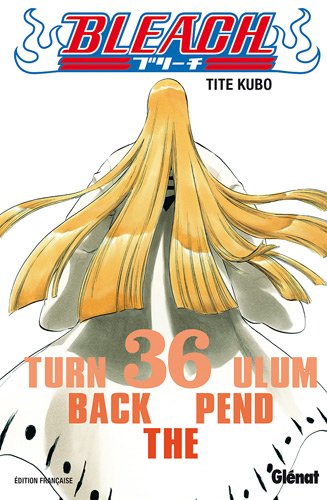 BLEACH
ブリーチ
TITE KUBO
TURN 36 ULUM
BACK PEND
THE
ÉDITION FRANÇAISE
Glénat